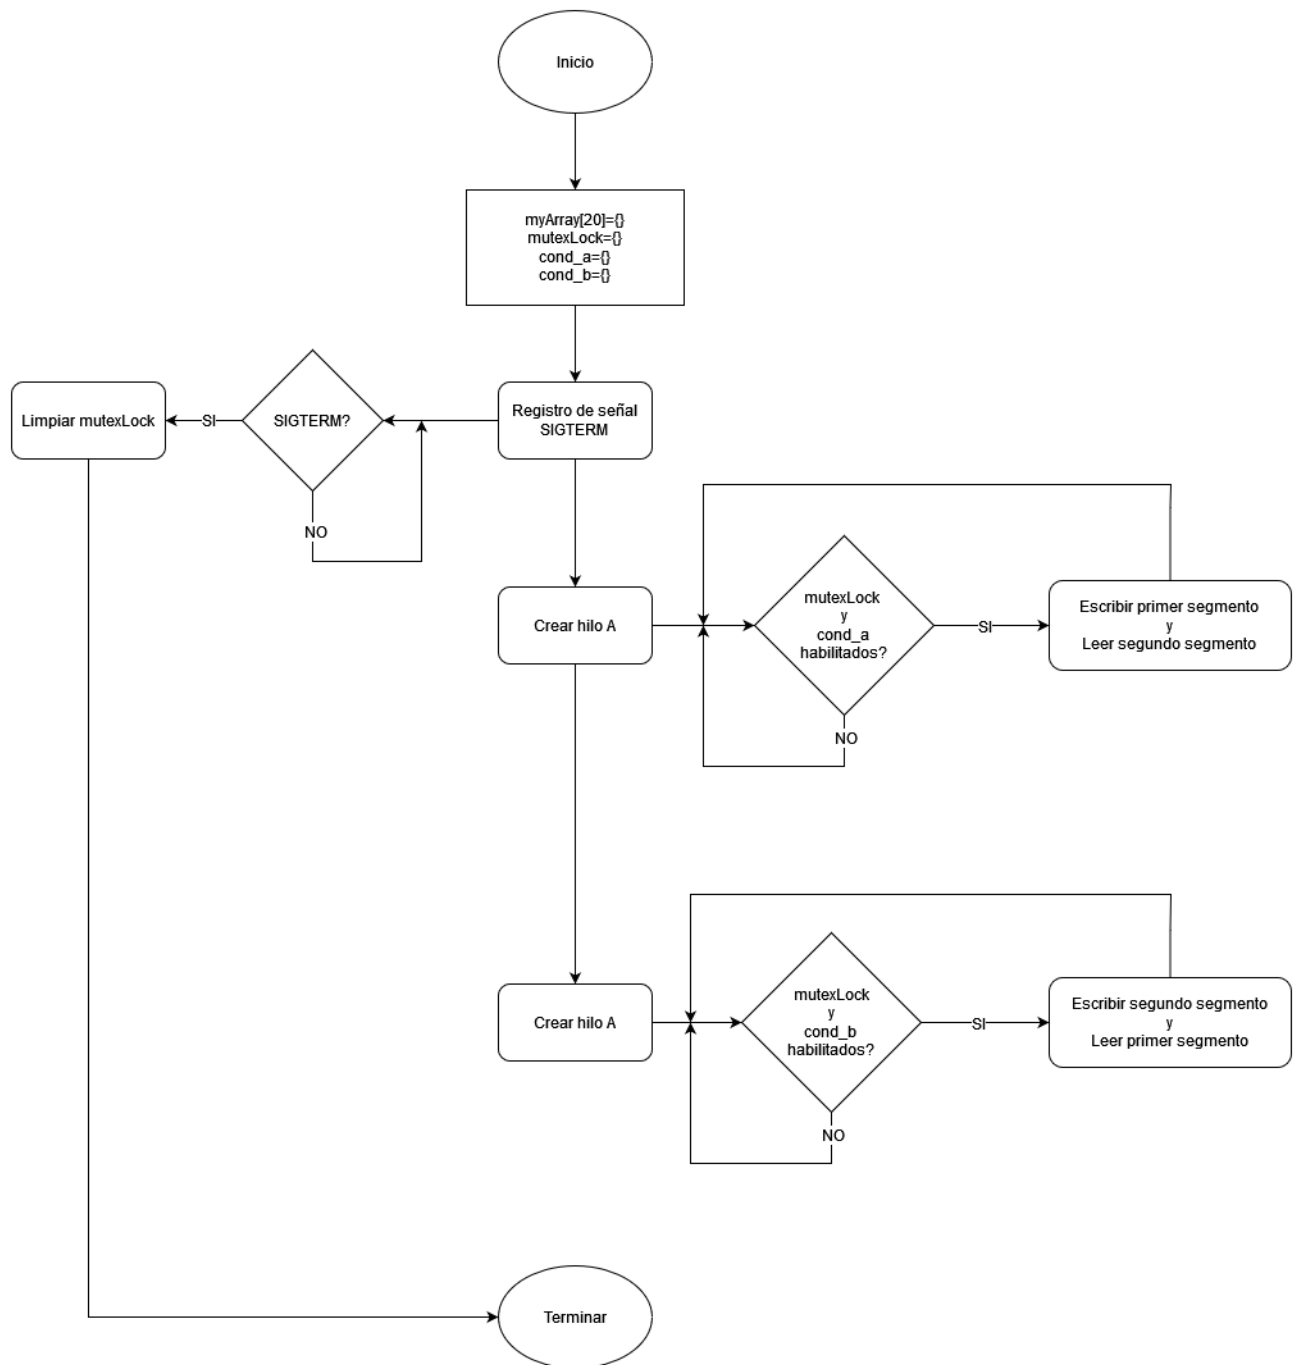 Inicio
myArray[20]={}
mutexLock={}
cond_a={}
cond_b={}
Limpiar mutexLock
SI
SIGTERM?
Registro de señal
SIGTERM
NO
Crear hilo A
mutexLock
y
cond_a
habilitados?
SI
Escribir primer segmento
y
Leer segundo segmento
NO
Crear hilo A
mutexLock
y
cond_b
habilitados?
SI
Escribir segundo segmento
y
Leer primer segmento
NO
Terminar